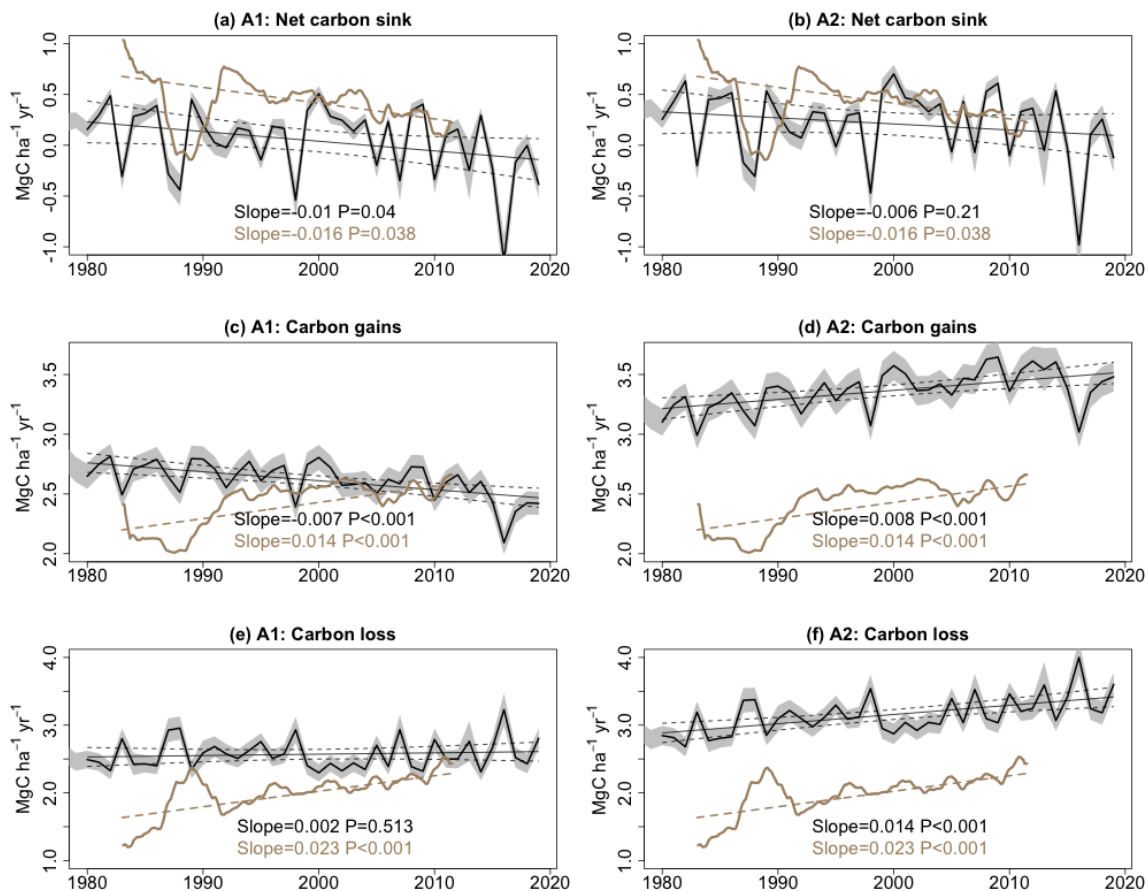 (a) A1: Net carbon sink
MgC ha⁻¹ yr⁻¹
1.0
0.5
0.0
-0.5
-1.0
Slope=-0.01 P=0.04
Slope=-0.016 P=0.038
1980 1990 2000 2010 2020
(b) A2: Net carbon sink
MgC ha⁻¹ yr⁻¹
1.0
0.5
0.0
-0.5
-1.0
Slope=-0.006 P=0.21
Slope=-0.016 P=0.038
1980 1990 2000 2010 2020
(c) A1: Carbon gains
MgC ha⁻¹ yr⁻¹
3.5
3.0
2.5
2.0
Slope=-0.007 P<0.001
Slope=0.014 P<0.001
1980 1990 2000 2010 2020
(d) A2: Carbon gains
MgC ha⁻¹ yr⁻¹
3.5
3.0
2.5
2.0
Slope=0.008 P<0.001
Slope=0.014 P<0.001
1980 1990 2000 2010 2020
(e) A1: Carbon loss
MgC ha⁻¹ yr⁻¹
4.0
3.0
2.0
1.0
Slope=0.002 P=0.513
Slope=0.023 P<0.001
1980 1990 2000 2010 2020
(f) A2: Carbon loss
MgC ha⁻¹ yr⁻¹
4.0
3.0
2.0
1.0
Slope=0.014 P<0.001
Slope=0.023 P<0.001
1980 1990 2000 2010 2020